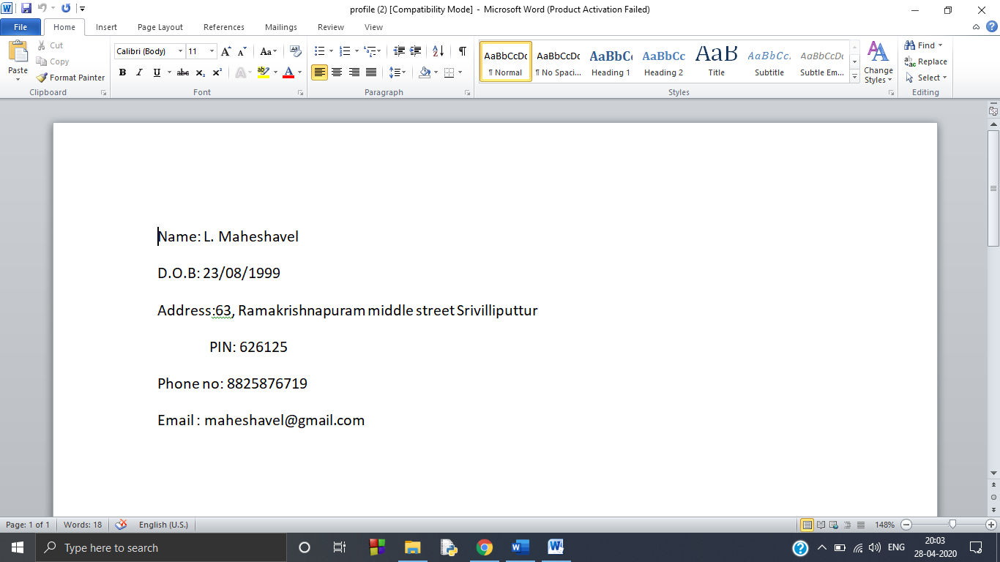 profile (2) [Compatibility Mode] - Microsoft Word (Product Activation Failed)
File Home Insert Page Layout References Mailings Review View
Paste Cut Copy Format Painter
Calibri (Body) 11
AaBbCcDc AaBbCcDc AaBbCc AaBbCc AaB AaBbCc. AaBbCcDc
¶ Normal ¶ No Spaci... Heading 1 Heading 2 Title Subtitle Subtle Em...
Change Styles
Find Replace Select
Clipboard Font Paragraph Styles Editing
Name: L. Maheshavel
D.O.B: 23/08/1999
Address:63, Ramakrishnapuram middle street Srivilliputtur
PIN: 626125
Phone no: 8825876719
Email : maheshavel@gmail.com
Page: 1 of 1 Words: 18 English (U.S.) 148%
Type here to search ENG 20:03
28-04-2020